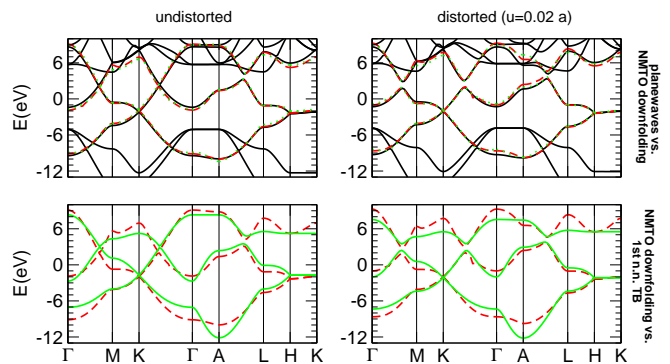 undistorted
distorted (u=0.02 a)
E(eV)
6
0
-6
-12
6
0
-6
-12
planewaves vs.
NMTO downfolding
E(eV)
6
0
-6
-12
6
0
-6
-12
NMTO downfolding vs.
1st n.n. TB
Γ M K Γ A L H K
Γ M K Γ A L H K